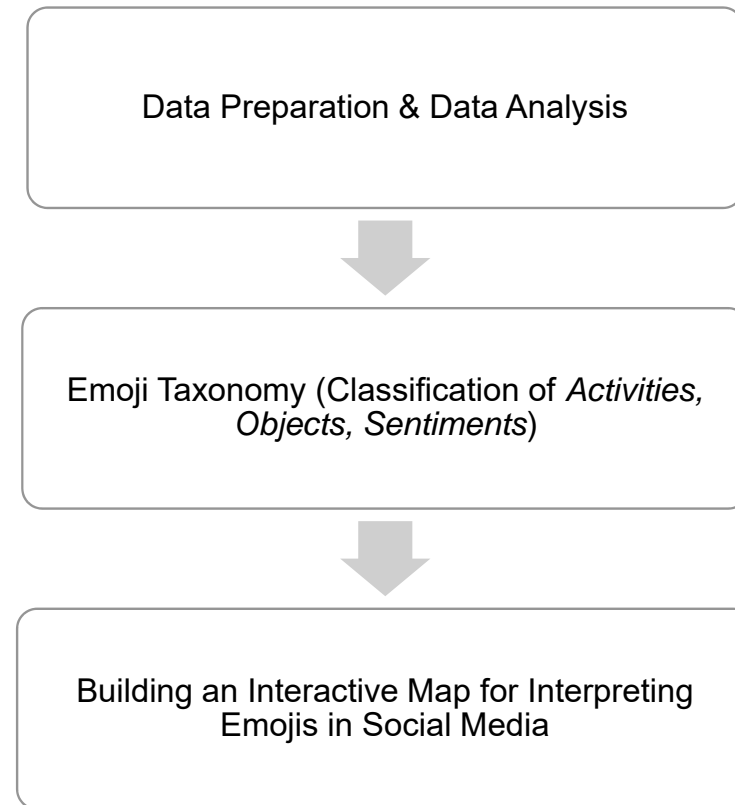 Data Preparation & Data Analysis
Emoji Taxonomy (Classification of Activities,
Objects, Sentiments)
Building an Interactive Map for Interpreting
Emojis in Social Media